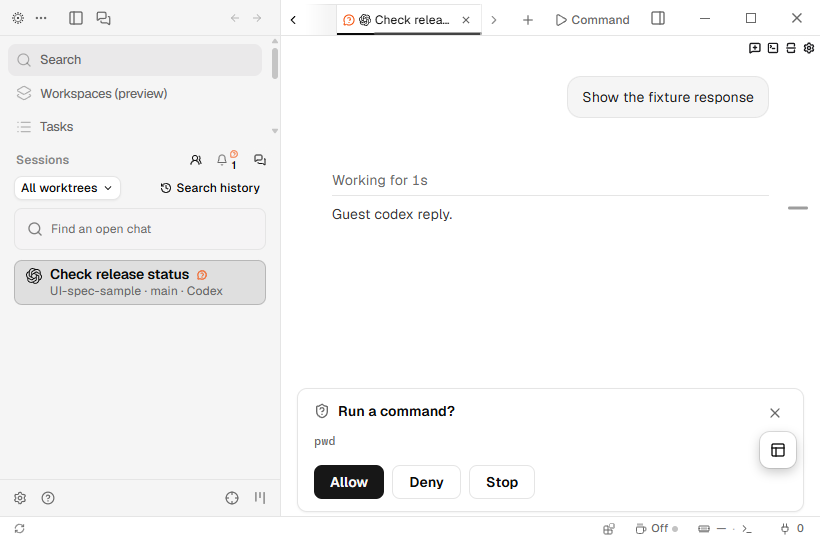 Search
Workspaces (preview)
Tasks
Sessions
1
All worktrees
Search history
Find an open chat
Check release status
UI-spec-sample · main · Codex
Check relea...
Command
Show the fixture response
Working for 1s
Guest codex reply.
Run a command?
pwd
Allow
Deny
Stop
Off
0